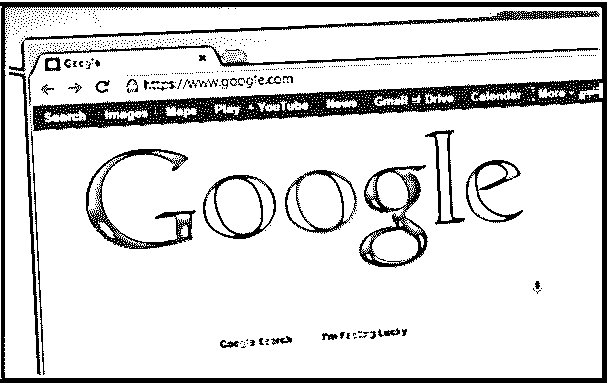 Google
https://www.google.com
Search Images Maps Play YouTube News Gmail Drive Calendar More
Google
Google Search I'm Feeling Lucky